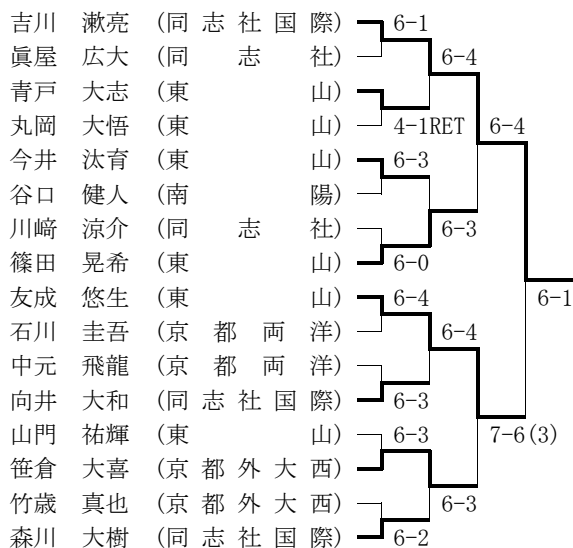 吉川 漱亮 (同志社国際) 6-1
眞屋 広大 (同志社) 6-4
青戸 大志 (東山)
丸岡 大悟 (東山) 4-1RET 6-4
今井 汰育 (東山) 6-3
谷口 健人 (南陽)
川﨑 涼介 (同志社) 6-3
篠田 晃希 (東山) 6-0
友成 悠生 (東山) 6-4 6-1
石川 圭吾 (京都両洋) 6-4
中元 飛龍 (京都両洋)
向井 大和 (同志社国際) 6-3
山門 祐輝 (東山) 6-3 7-6(3)
笹倉 大喜 (京都外大西)
竹歳 真也 (京都外大西) 6-3
森川 大樹 (同志社国際) 6-2